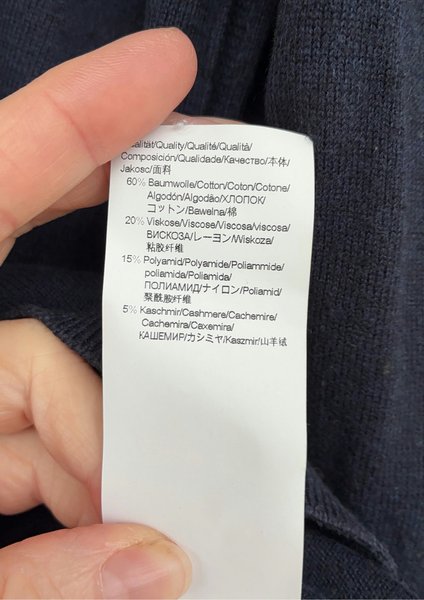 Qualität/Quality/Qualité/Qualità/
Composición/Qualidade/Качество/本体/
Jakosc/面料
60% Baumwolle/Cotton/Coton/Cotone/
Algodón/Algodão/ХЛОПОК/
コットン/Bawelna/棉
20% Viskose/Viscose/Viscosa/viscosa/
ВИСКОЗА/レーヨン/Wiskoza/
粘胶纤维
15% Polyamid/Polyamide/Poliammide/
poliamida/Poliamida/
ПОЛИАМИД/ナイロン/Poliamid/
聚酰胺纤维
5% Kaschmir/Cashmere/Cachemire/
Cachemira/Caxemira/
КАШЕМИР/カシミヤ/Kaszmir/山羊绒